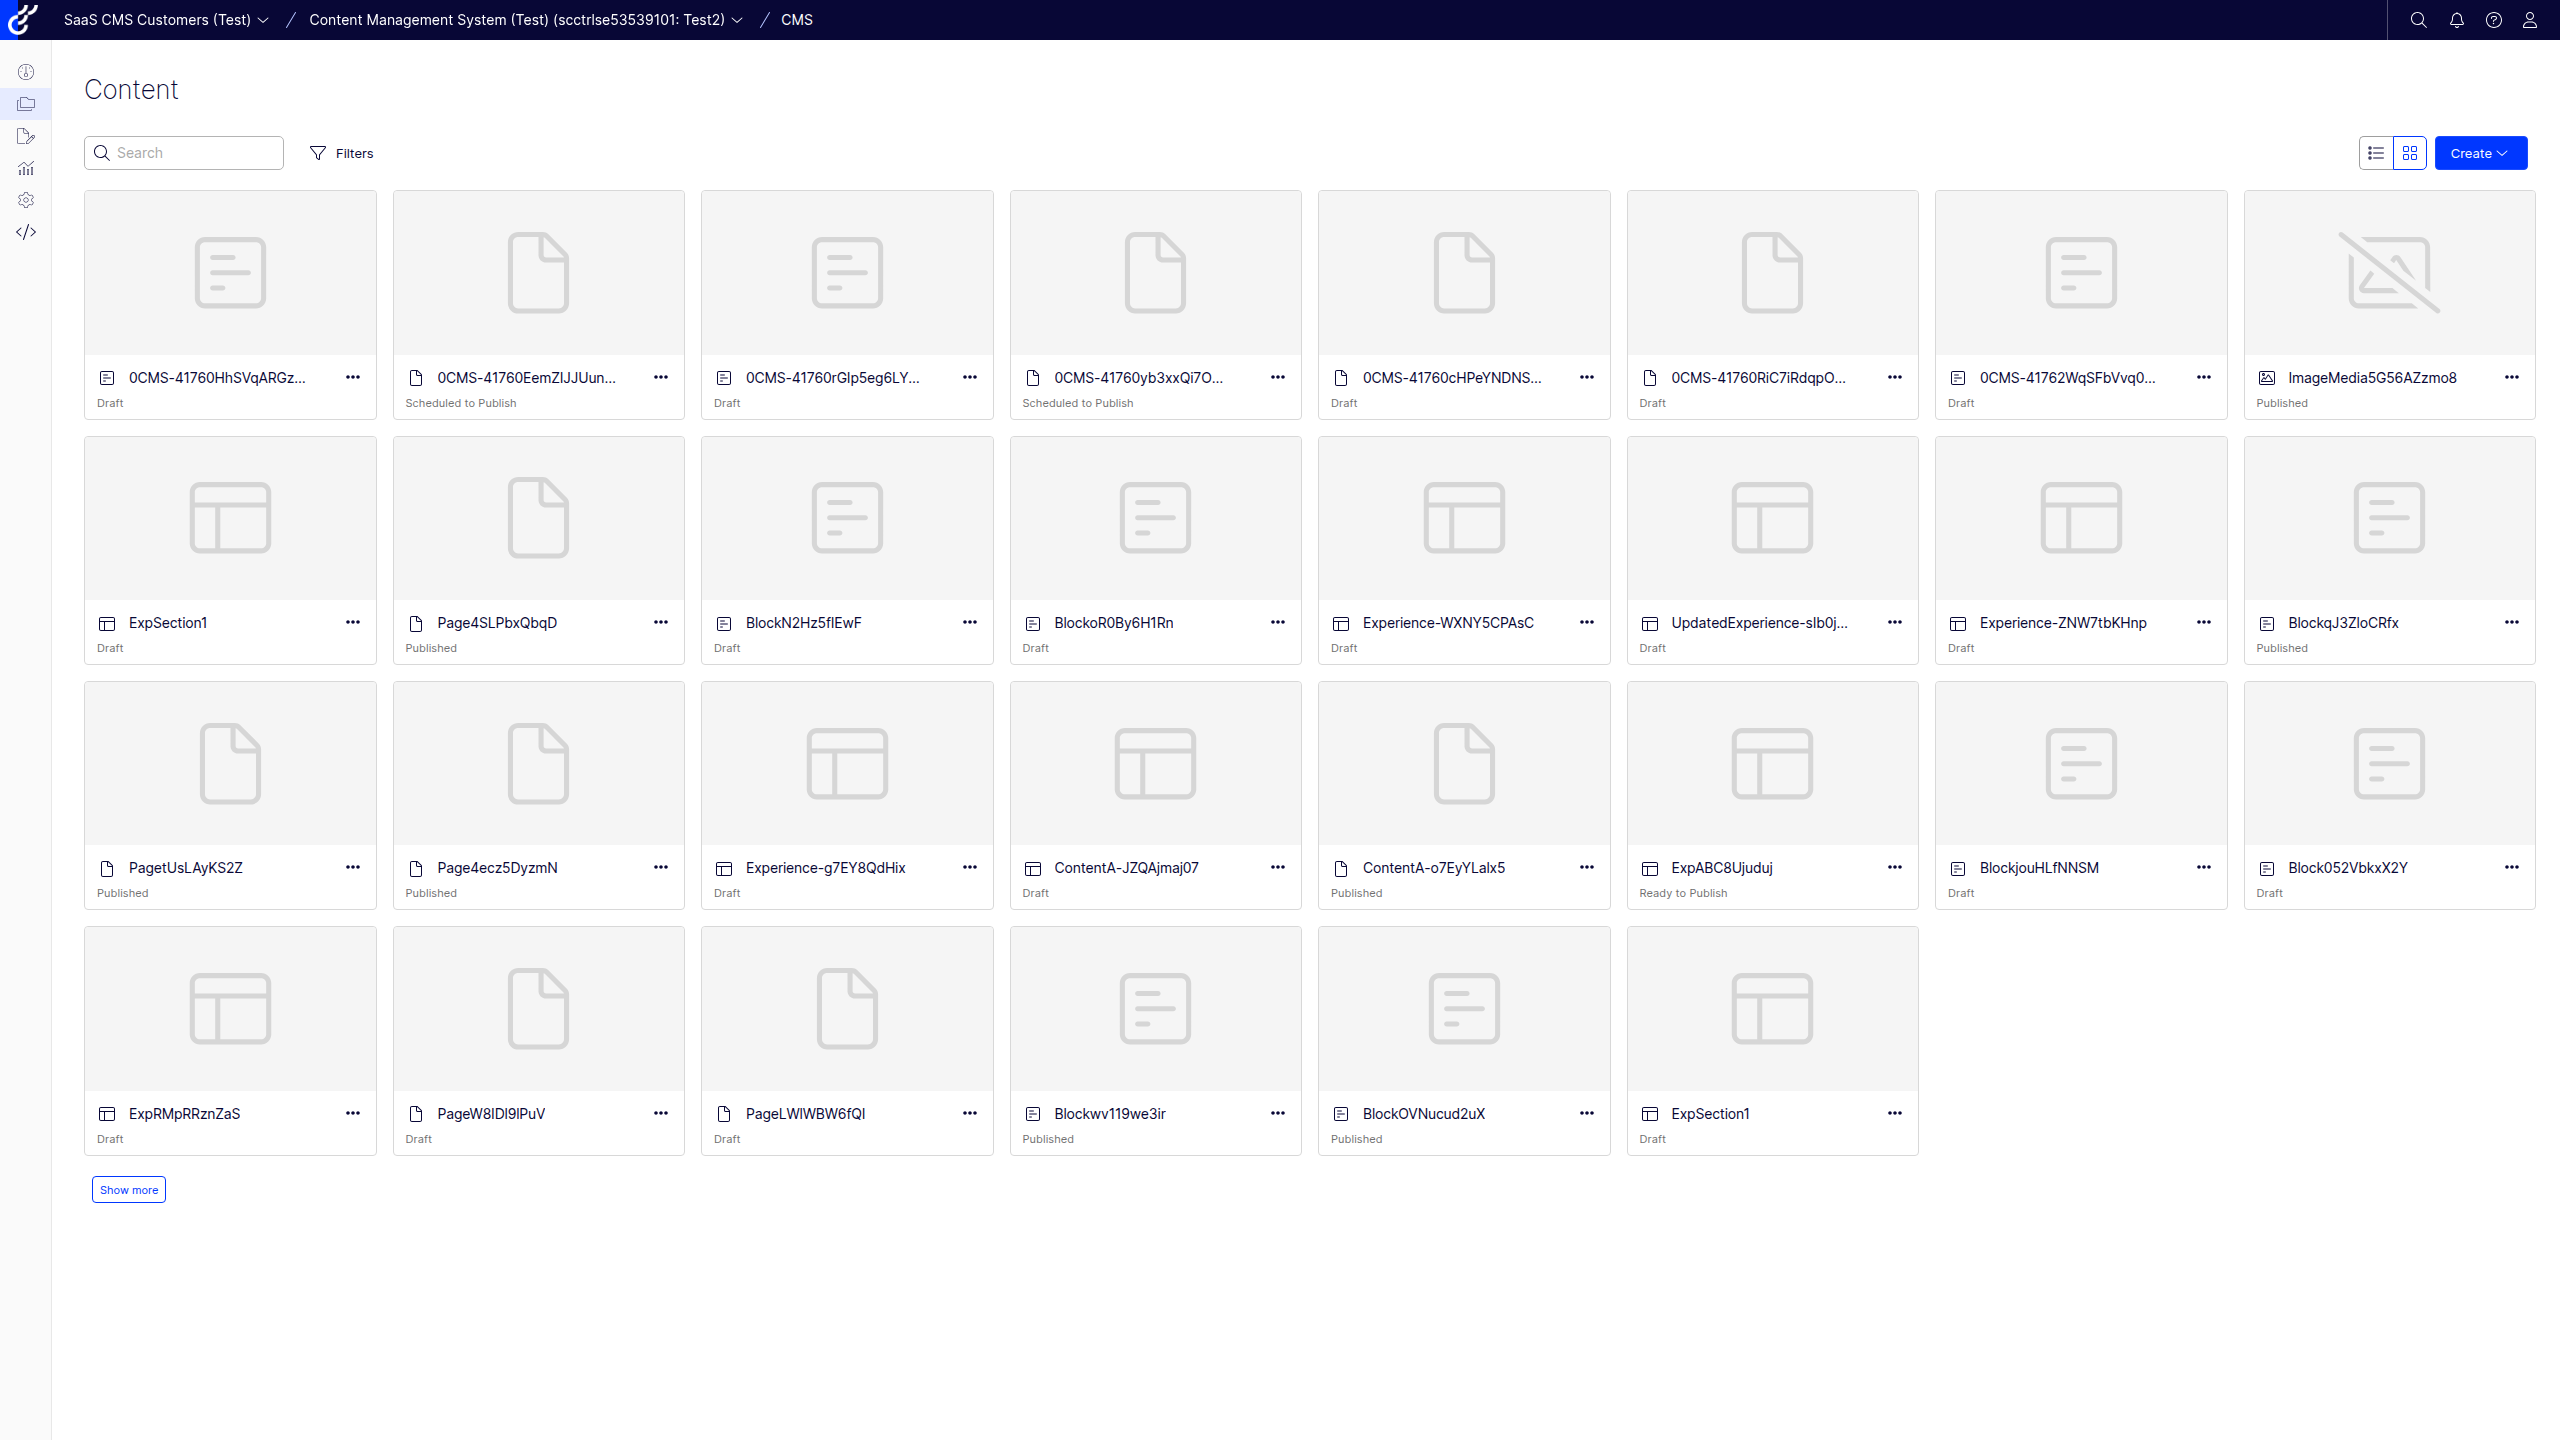 SaaS CMS Customers (Test) / Content Management System (Test) (scctrlse53539101: Test2) / CMS
Content
Search Filters Create
0CMS-41760HhSVqARGz... 0CMS-41760EemZIJJUun... 0CMS-41760rGlp5eg6LY... 0CMS-41760yb3xxQi7O... 0CMS-41760cHPeYNDNS... 0CMS-41760RiC7iRdqpO... 0CMS-41762WqSFbVvq0... ImageMedia5G56AZzmo8
Draft Scheduled to Publish Draft Scheduled to Publish Draft Draft Draft Published
ExpSection1 Page4SLPbxQbqD BlockN2Hz5flEwF BlockoR0By6H1Rn Experience-WXNY5CPAsC UpdatedExperience-slb0j... Experience-ZNW7tbKHnp BlockqJ3ZloCRfx
Draft Published Draft Draft Draft Draft Draft Published
PagetUsLAyKS2Z Page4ecz5DyzmN Experience-g7EY8QdHix ContentA-JZQAjmaj07 ContentA-o7EyYLalx5 ExpABC8Ujuduj BlockjouHLfNNSM Block052VbkxX2Y
Published Published Draft Draft Published Ready to Publish Draft Draft
ExpRMpRRznZaS PageW8IDI9lPuV PageLWlWBW6fQI Blockwv119we3ir BlockOVNucud2uX ExpSection1
Draft Draft Draft Published Published Draft
Show more